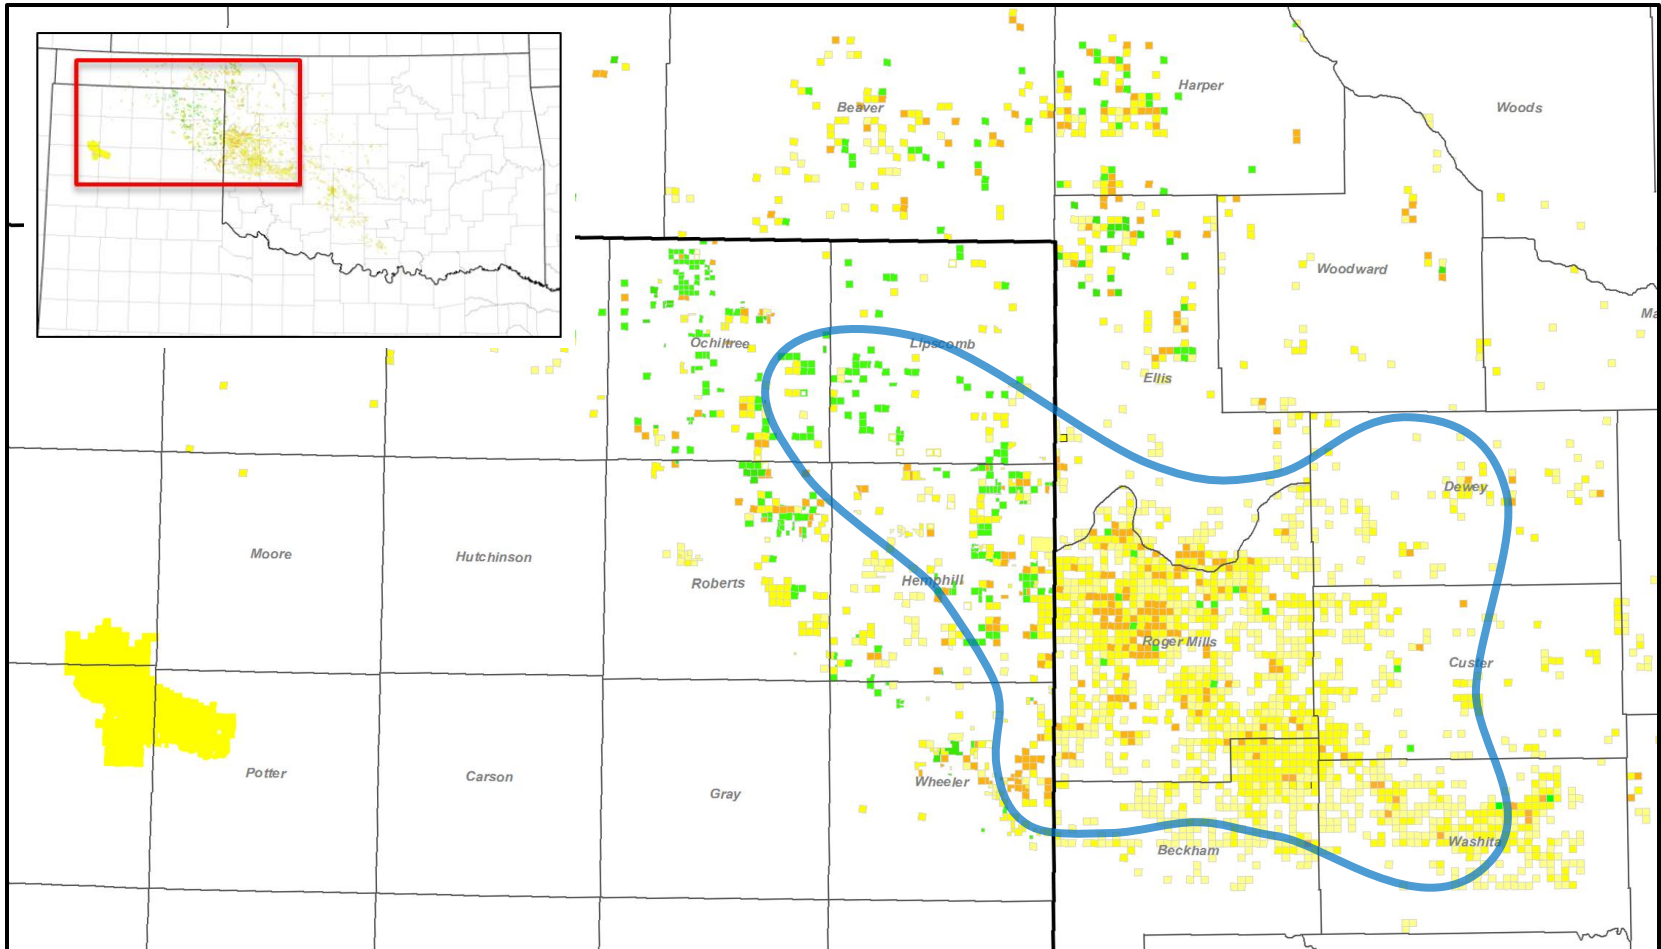 Harper
Beaver
Woods
Woodward
Ma
Ochiltree
Lipscomb
Ellis
Dewey
Moore
Hutchinson
Roberts
Hemphill
Roger Mills
Custer
Potter
Carson
Gray
Wheeler
Beckham
Washita